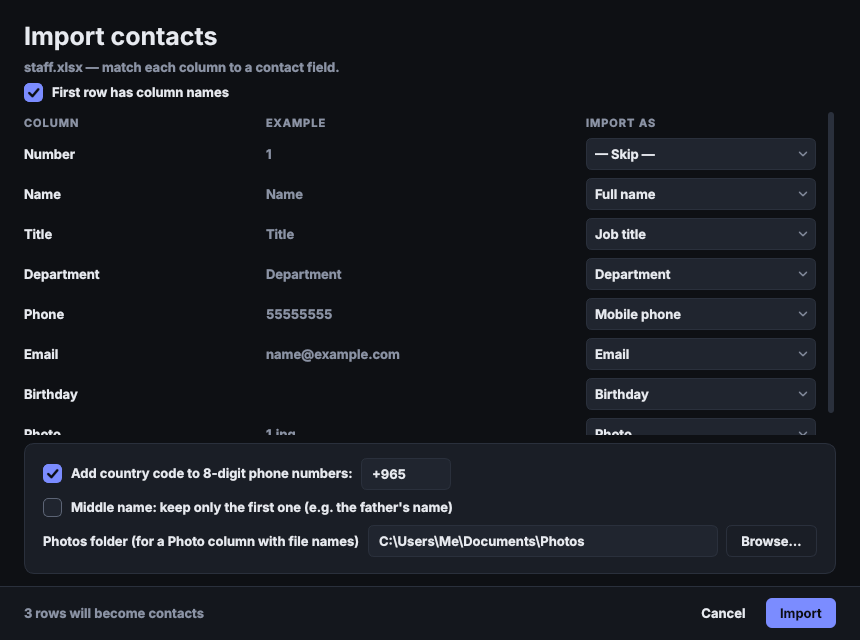 Import contacts
staff.xlsx — match each column to a contact field.
First row has column names
COLUMN EXAMPLE IMPORT AS
Number 1 — Skip —
Name Name Full name
Title Title Job title
Department Department Department
Phone 55555555 Mobile phone
Email name@example.com Email
Birthday Birthday
Photo 1.jpg Photo
Add country code to 8-digit phone numbers: +965
Middle name: keep only the first one (e.g. the father's name)
Photos folder (for a Photo column with file names) C:\Users\Me\Documents\Photos Browse...
3 rows will become contacts Cancel Import